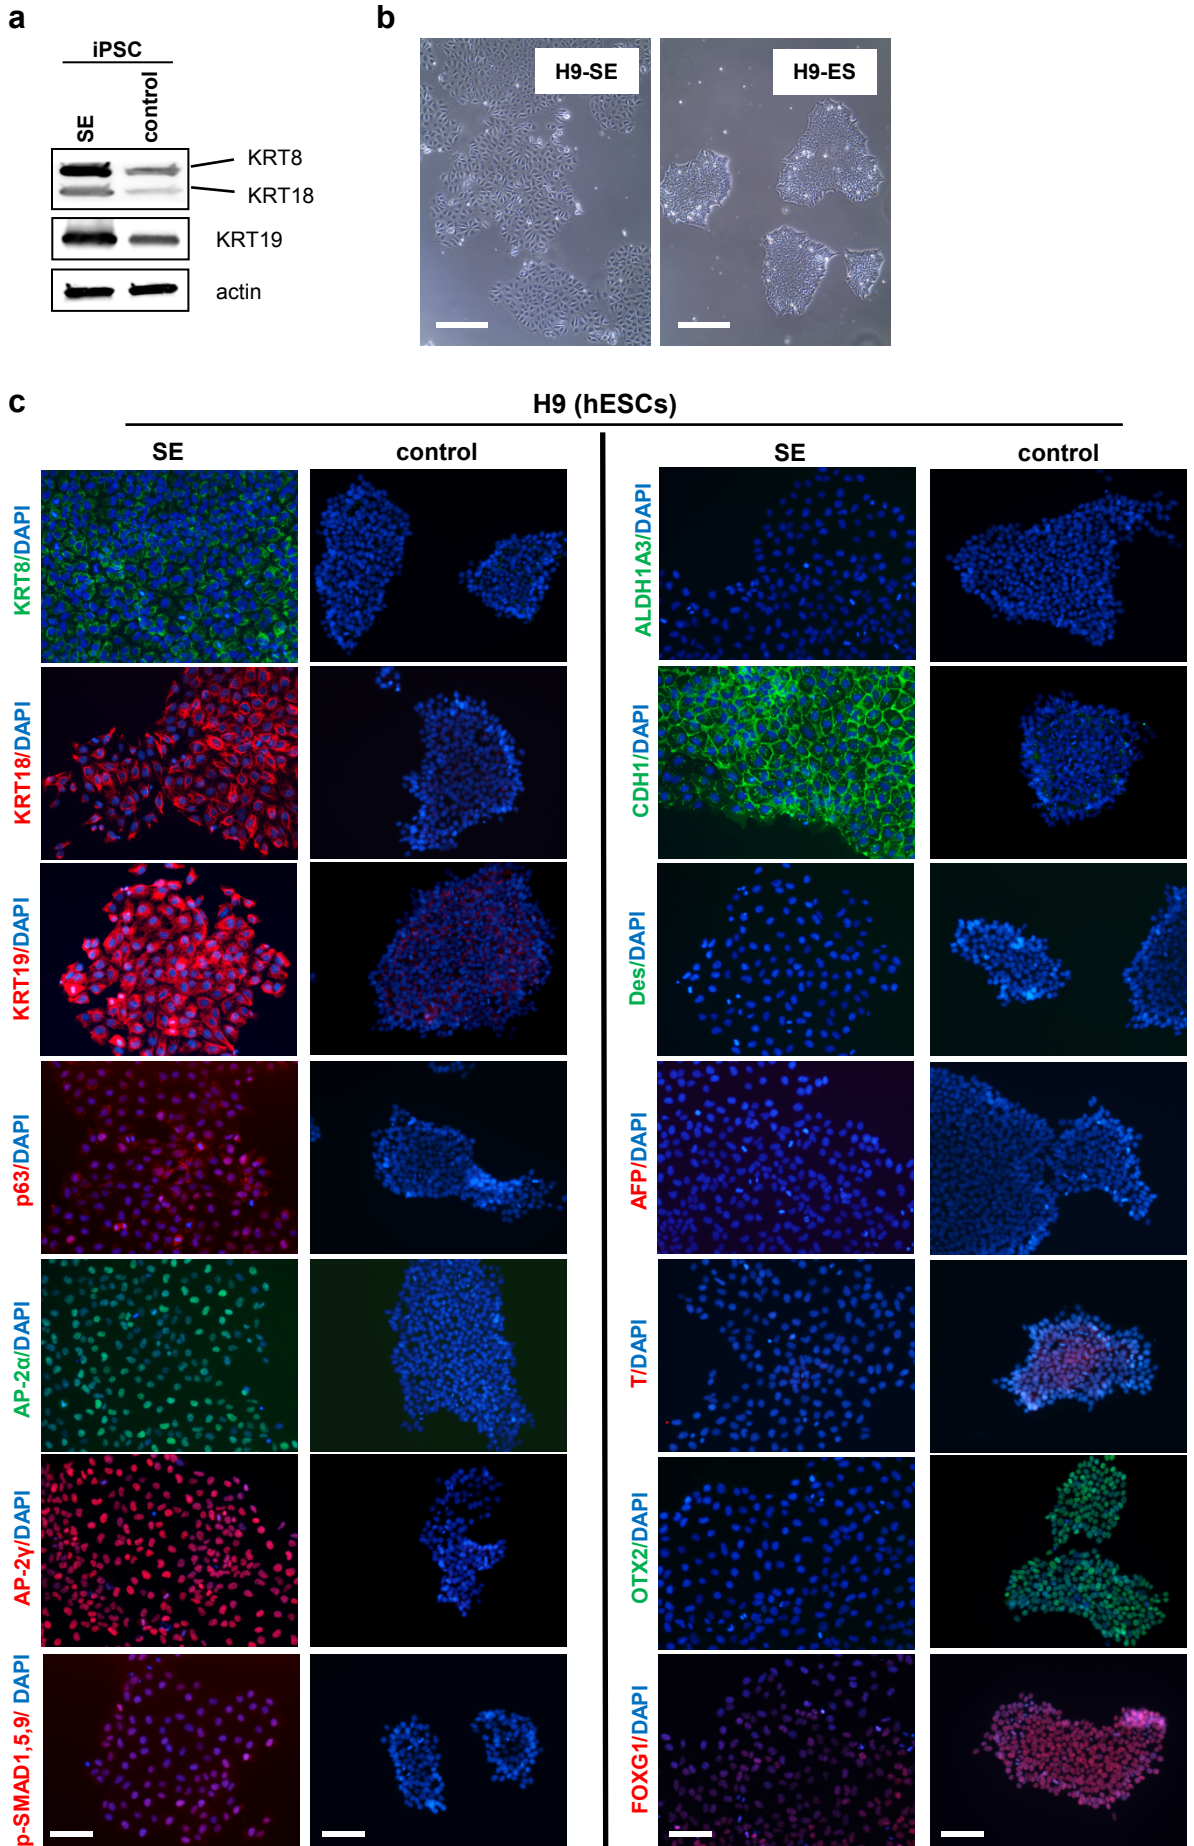 a
iPSC
SE
control
KRT8
KRT18
KRT19
actin
b
H9-SE
H9-ES
c
H9 (hESCs)
SE
control
SE
control
KRT8/DAPI
ALDH1A3/DAPI
KRT18/DAPI
CDH1/DAPI
KRT19/DAPI
Des/DAPI
p63/DAPI
AFP/DAPI
AP-2α/DAPI
T/DAPI
AP-2γ/DAPI
OTX2/DAPI
p-SMAD1,5,9/ DAPI
FOXG1/DAPI